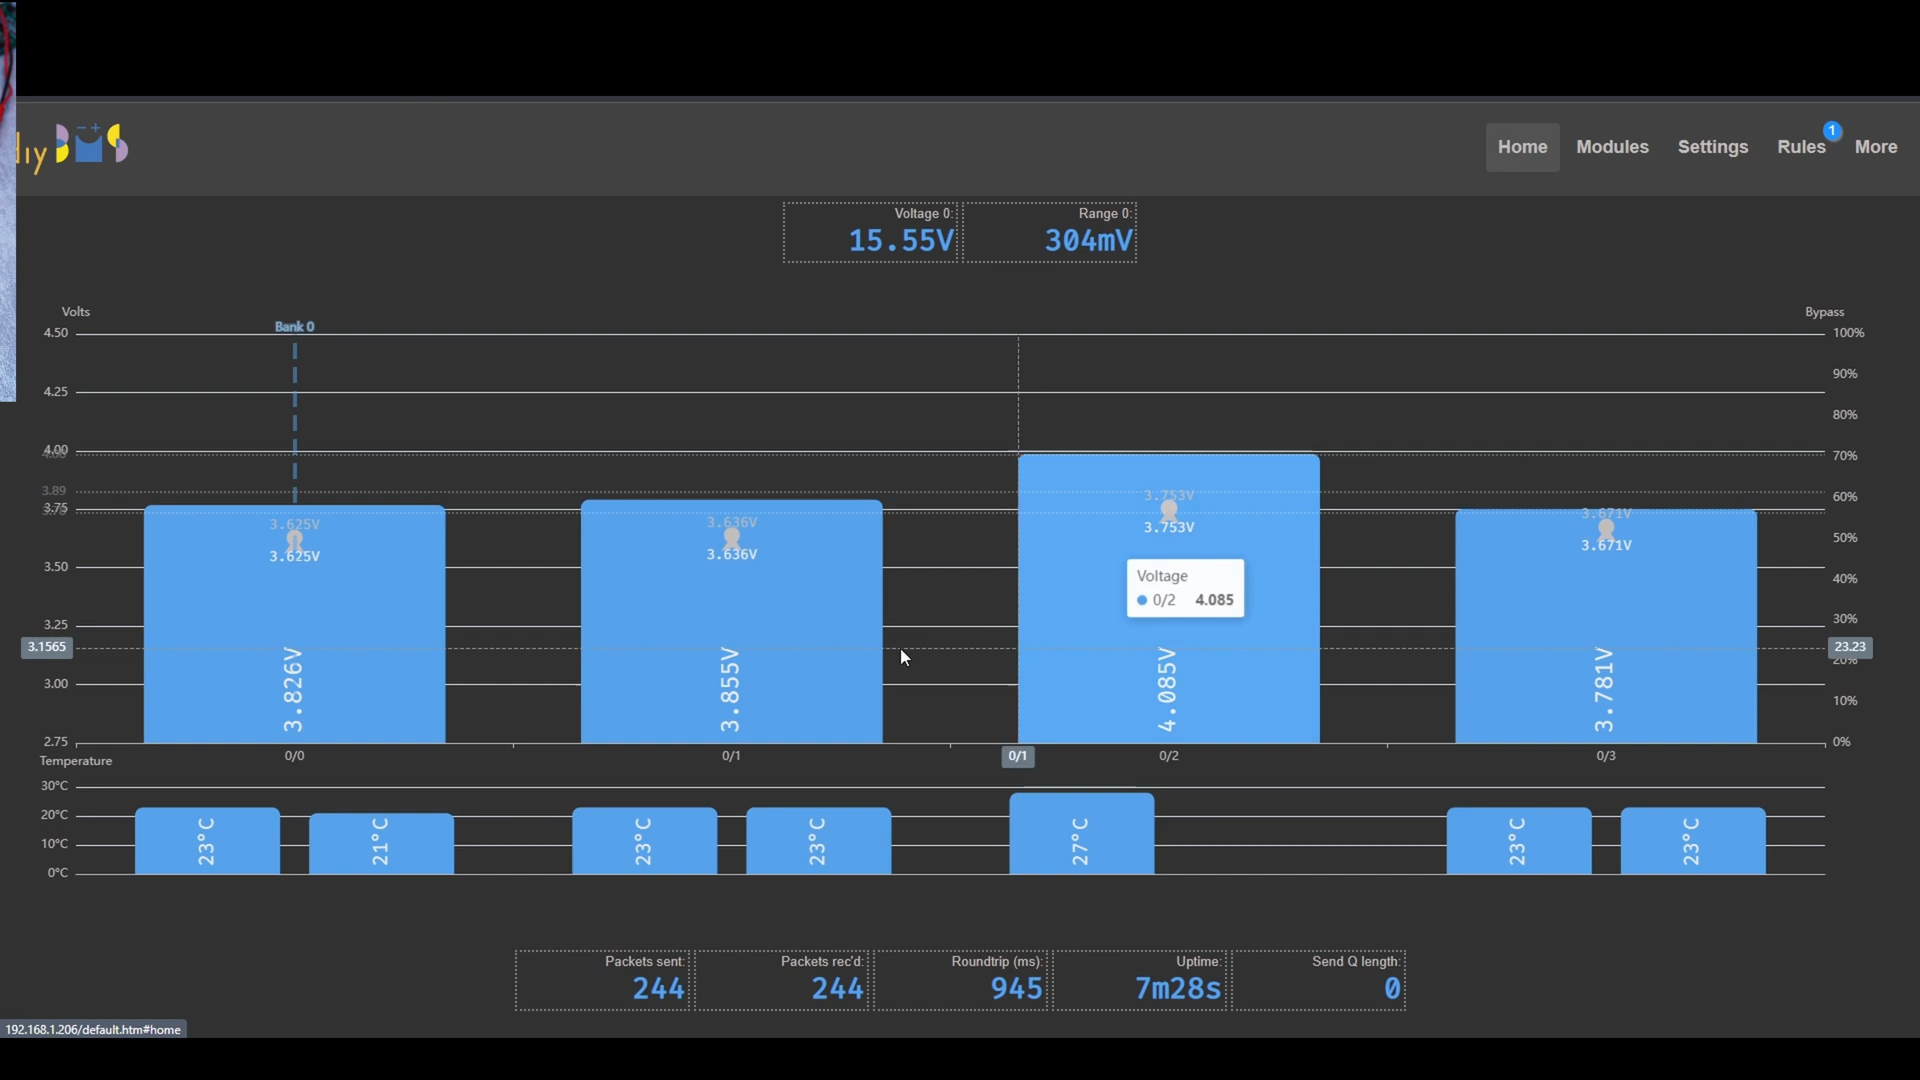 diy BMS
Home Modules Settings Rules 1 More
Voltage 0: Range 0:
15.55V 304mV
Volts Bypass
Bank 0
4.50 100%
90%
4.25
80%
4.00
70%
3.89
60%
3.75
50%
3.50
40%
3.25 30%
3.1565 23.23
20%
3.00
10%
2.75 0%
3.625V 3.636V 3.753V 3.671V
3.625V 3.636V 3.753V 3.671V
Voltage
0/2 4.085
3.826V 3.855V 4.085V 3.781V
0/0 0/1 0/1 0/2 0/3
Temperature
30°C
20°C
10°C
0°C
23°C 21°C 23°C 23°C 27°C 23°C 23°C
Packets sent: Packets rec'd: Roundtrip (ms): Uptime: Send Q length:
244 244 945 7m28s 0
192.168.1.206/default.htm#home